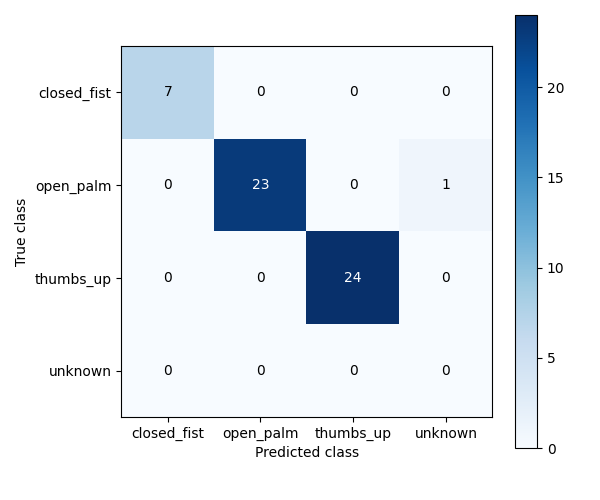 closed_fist 7 0 0 0
open_palm 0 23 0 1
thumbs_up 0 0 24 0
unknown 0 0 0 0
closed_fist open_palm thumbs_up unknown
Predicted class
True class
20
15
10
5
0